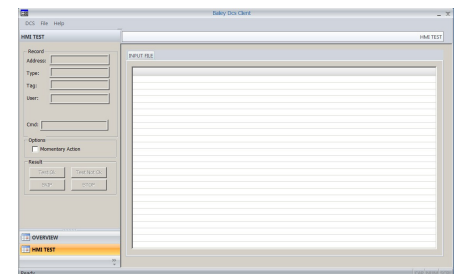 Bailey Dcs Client
DCS File Help
HMI TEST
HMI TEST
Record
Address:
Type:
Tag:
User:
Cmd:
Options
Momentary Action
Result
Test Ok
Test Not Ok
SKIP
STOP
INPUT FILE
OVERVIEW
HMI TEST
Ready